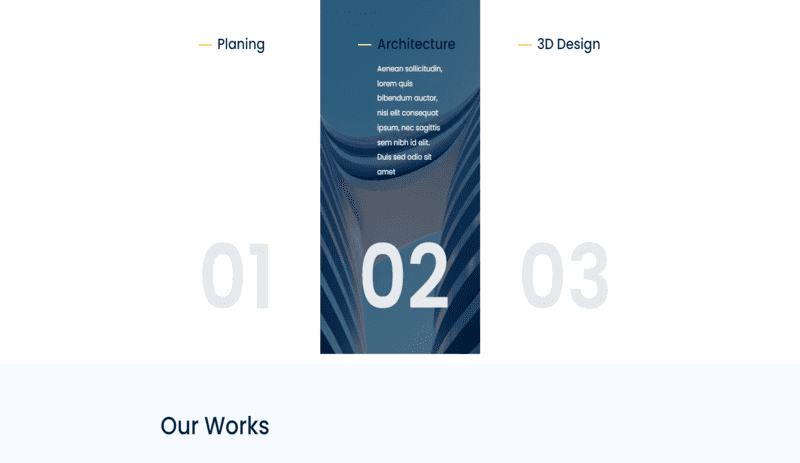 Planing
Architecture
3D Design
Aenean sollicitudin,
lorem quis
bibendum auctor,
nisi elit consequat
ipsum, nec sagittis
sem nibh id elit.
Duis sed odio sit
amet
01
02
03
Our Works